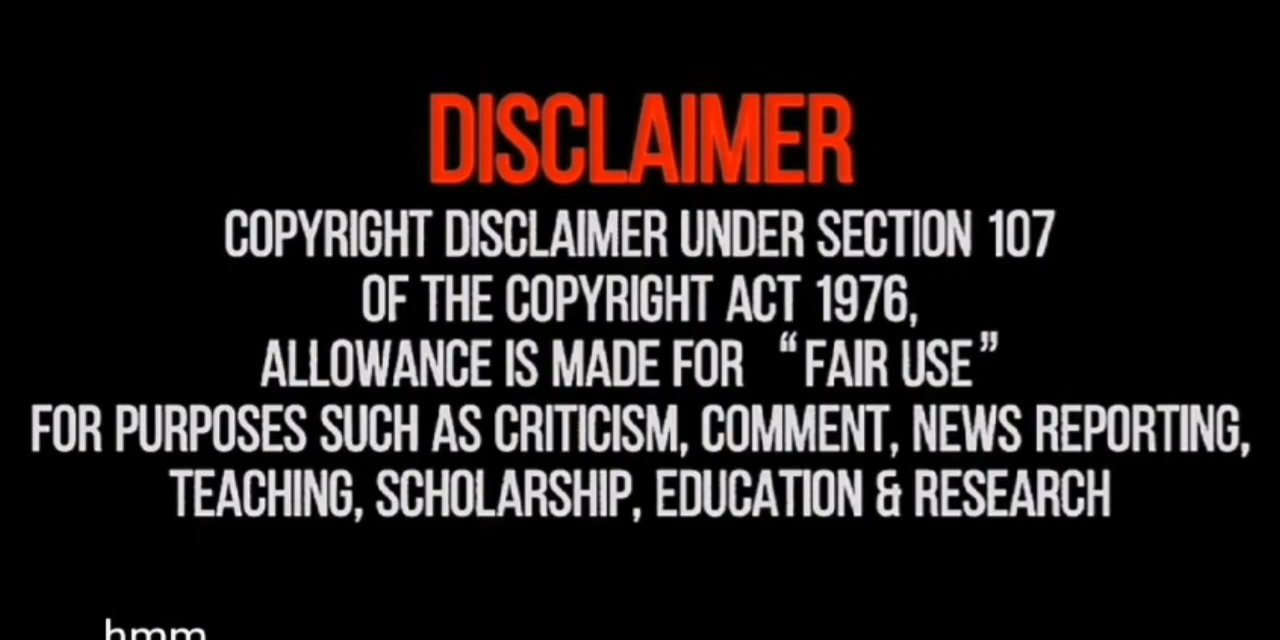 DISCLAIMER
COPYRIGHT DISCLAIMER UNDER SECTION 107
OF THE COPYRIGHT ACT 1976,
ALLOWANCE IS MADE FOR “FAIR USE”
FOR PURPOSES SUCH AS CRITICISM, COMMENT, NEWS REPORTING,
TEACHING, SCHOLARSHIP, EDUCATION & RESEARCH
hmm